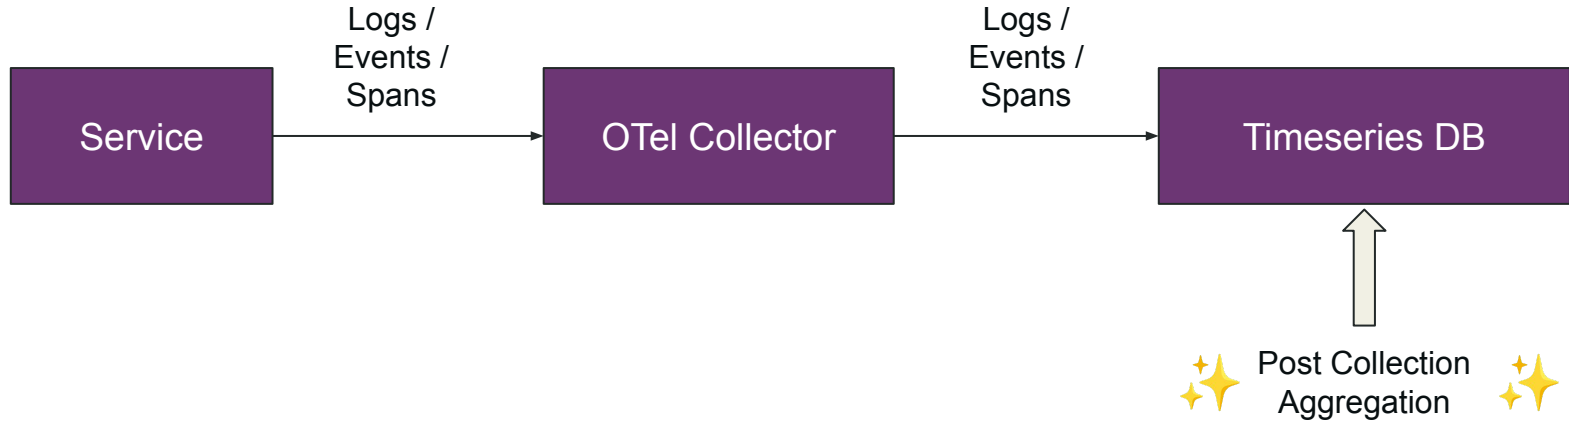 Logs /
Events /
Spans
Logs /
Events /
Spans
Service
OTel Collector
Timeseries DB
Post Collection
Aggregation